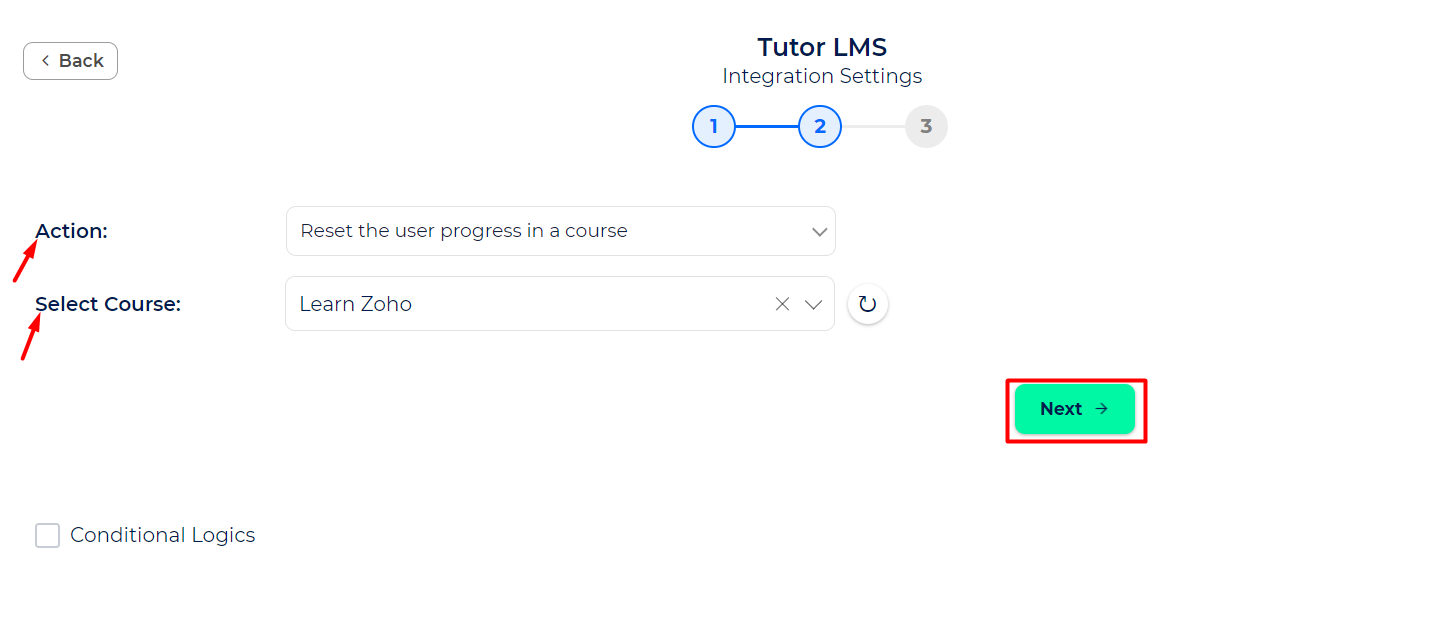 Back
Tutor LMS
Integration Settings
1 2 3
Action: Reset the user progress in a course
Select Course: Learn Zoho
Next
Conditional Logics